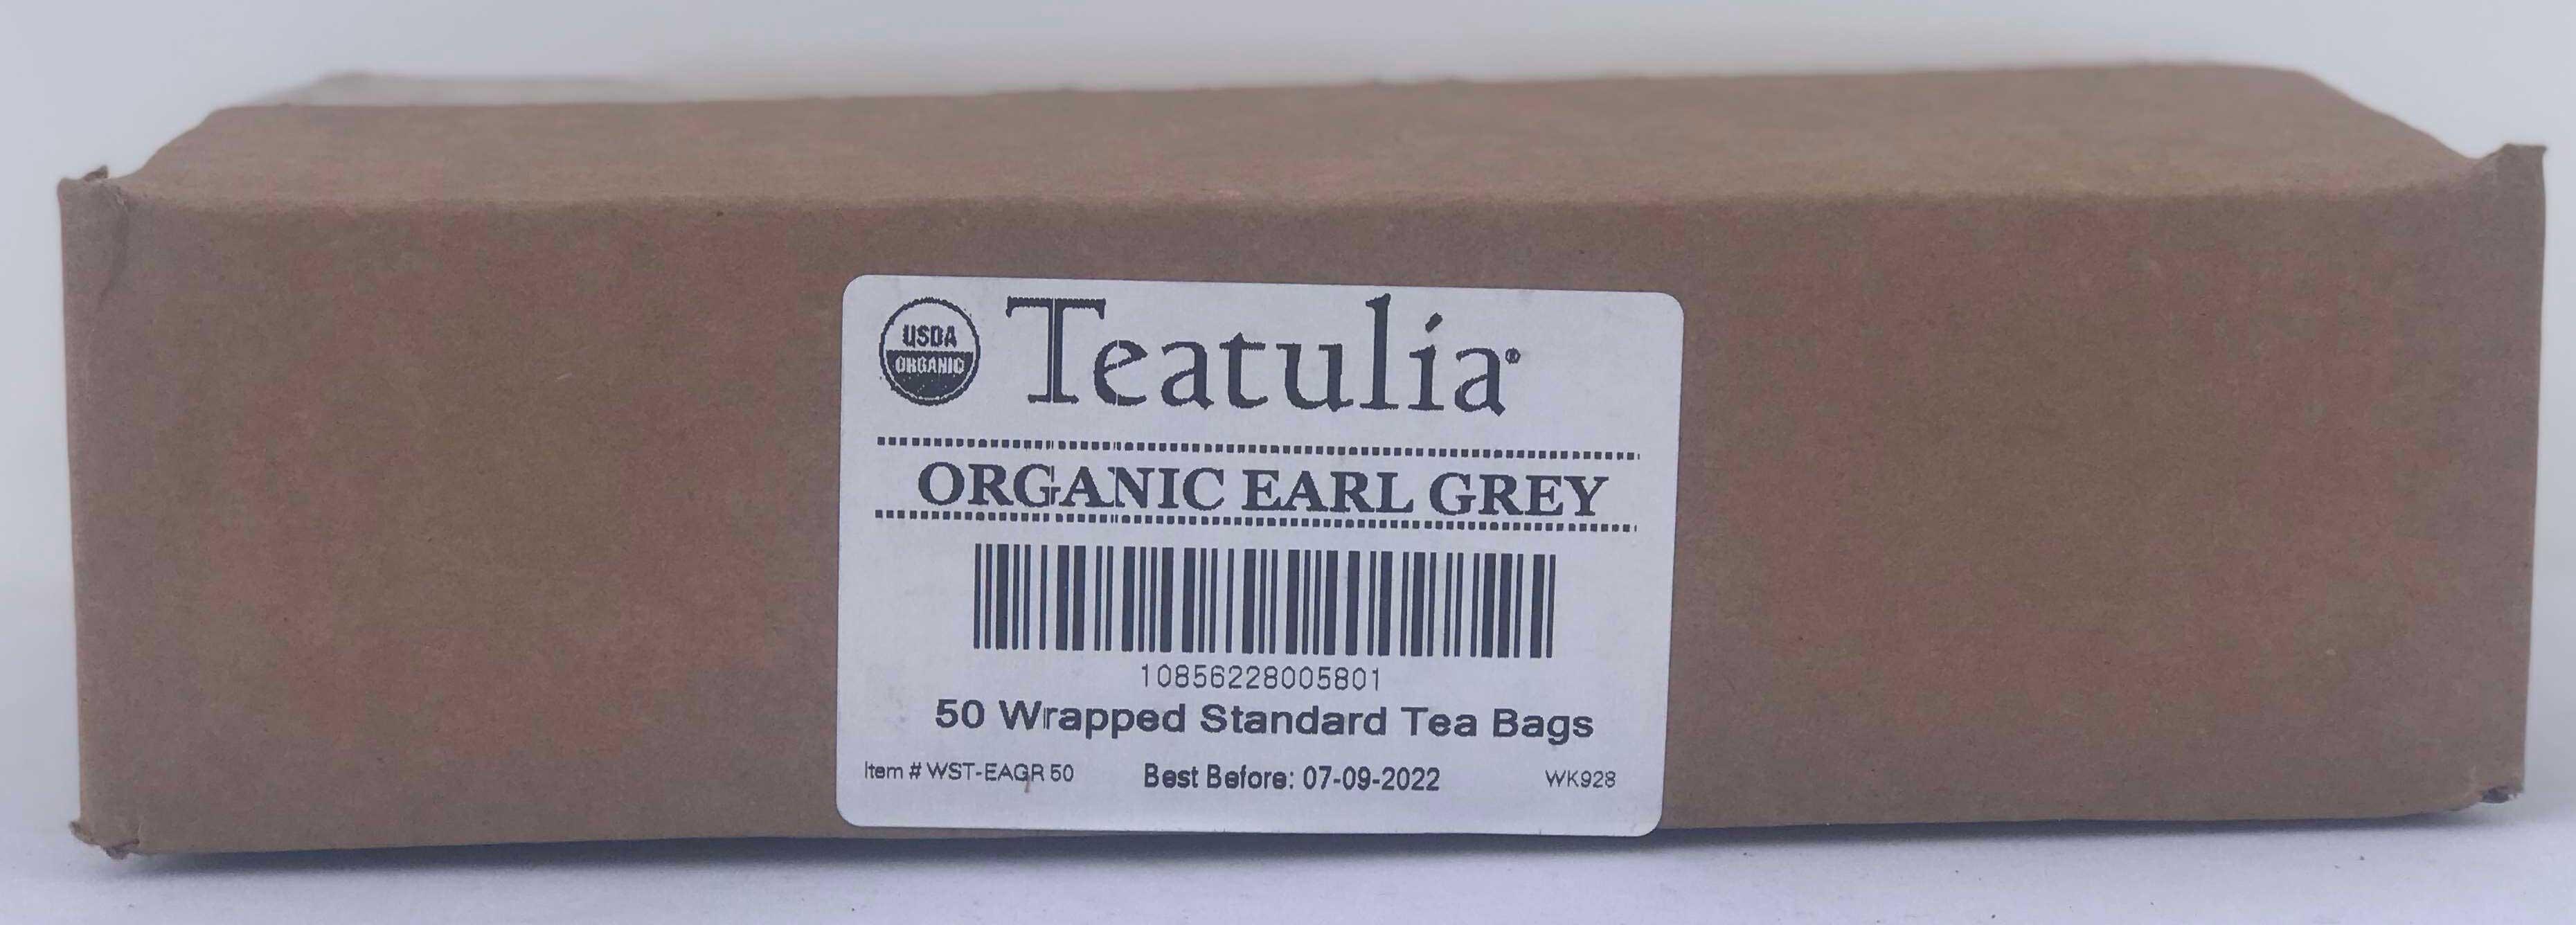 USDA
ORGANIC
Teatulia®
ORGANIC EARL GREY
10856228005801
50 Wrapped Standard Tea Bags
Item # WST-EAGR 50 Best Before: 07-09-2022 WK928